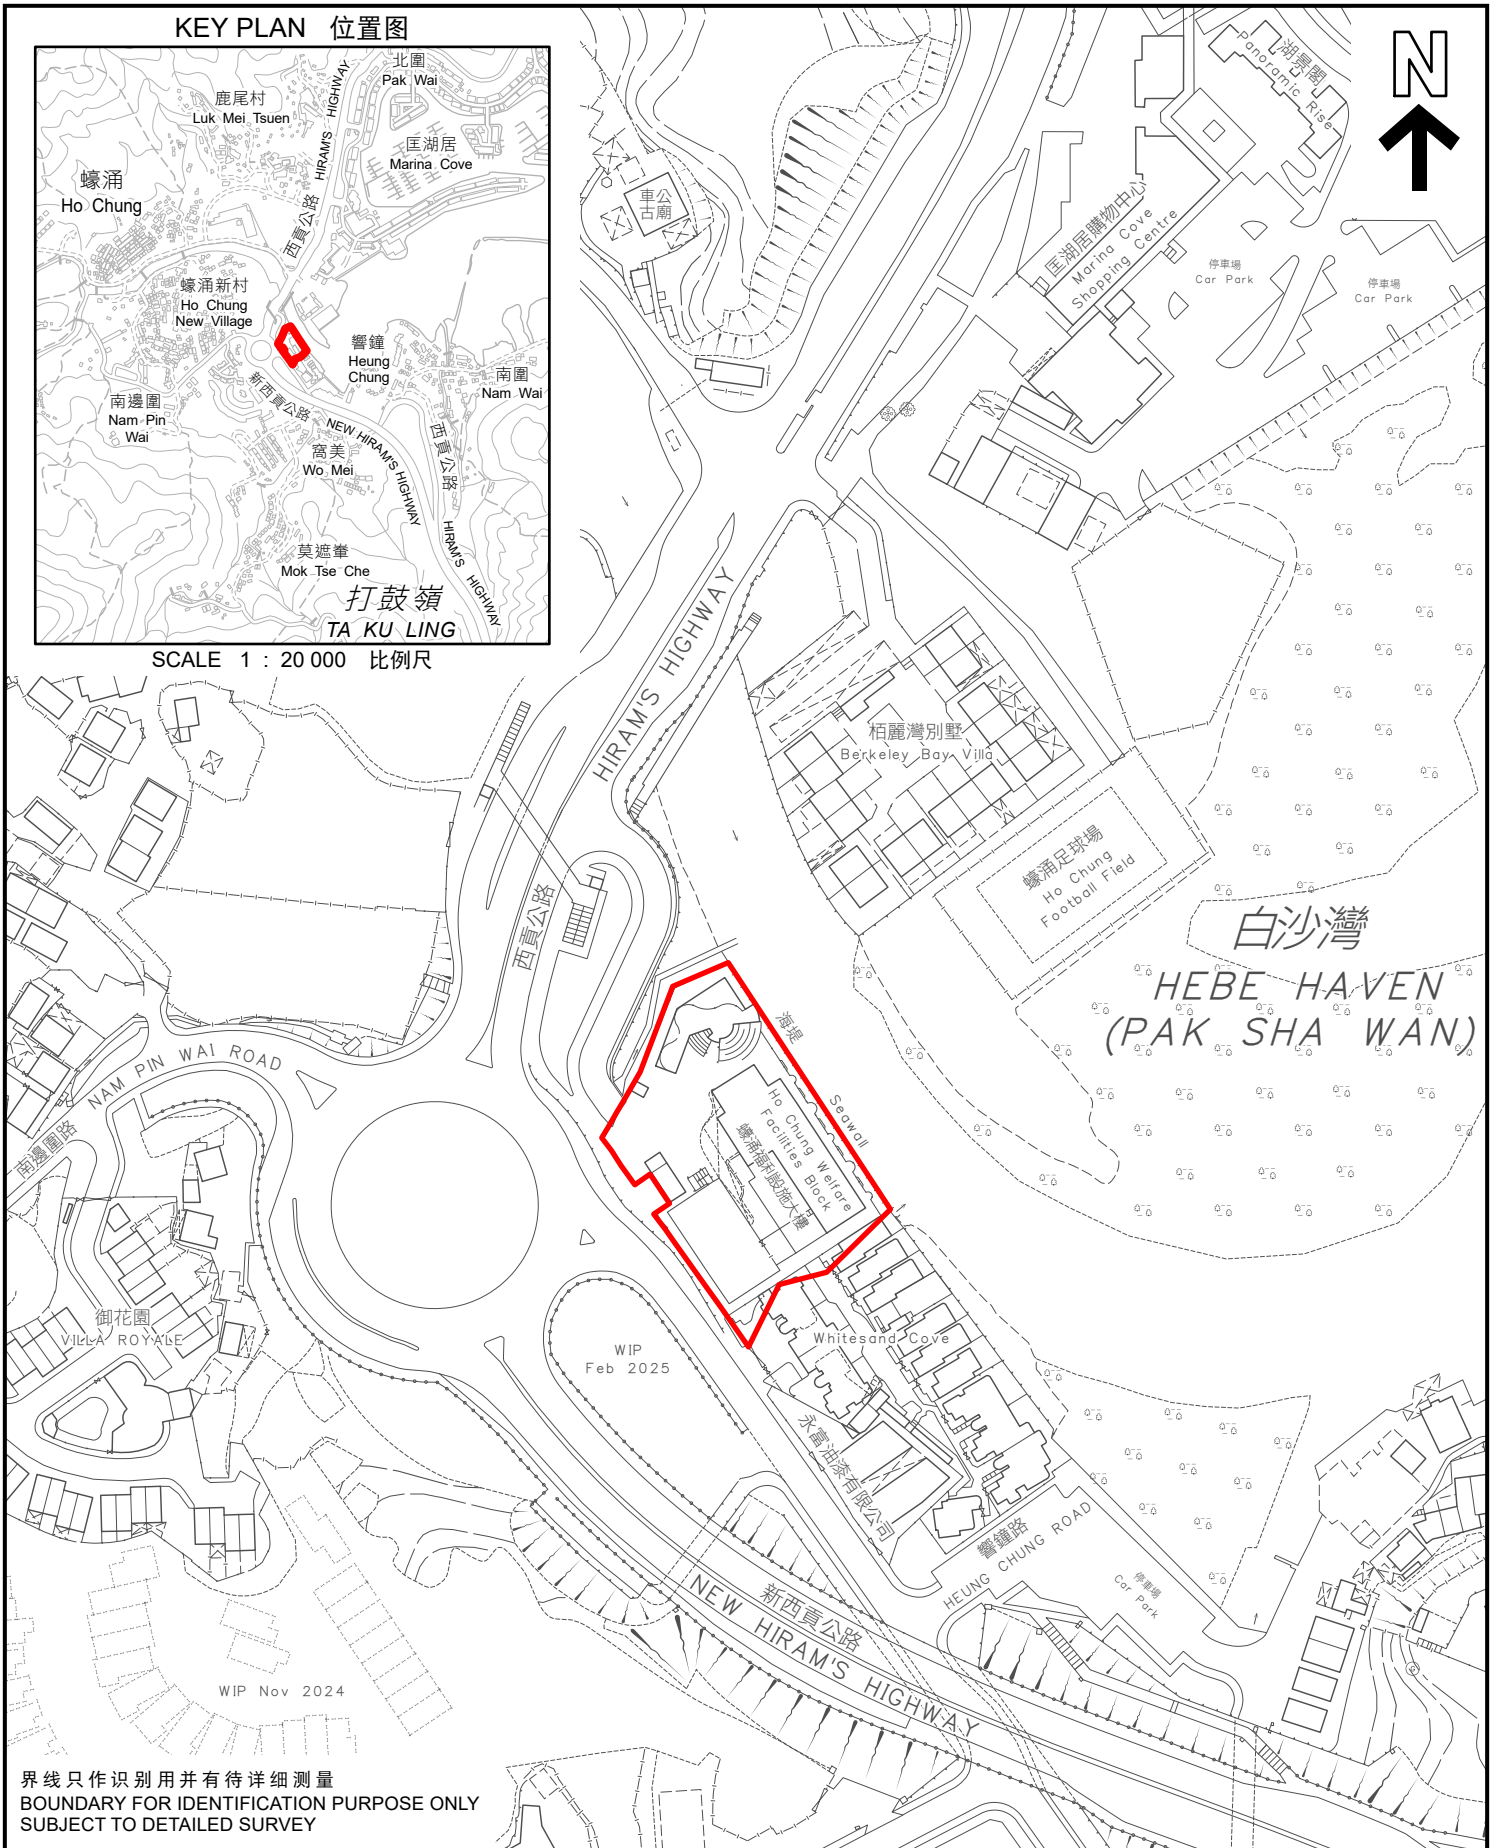 KEY PLAN 位置图
北圍
Pak Wai
鹿尾村
Luk Mei Tsuen
HIRAM'S HIGHWAY
匡湖居
Marina Cove
蠔涌
Ho Chung
西貢公路
蠔涌新村
Ho Chung
New Village
響鐘
Heung
Chung
南圍
Nam Wai
南邊圍
Nam Pin
Wai
新西貢公路
NEW HIRAM'S HIGHWAY
西貢公路
HIRAM'S HIGHWAY
窩美
Wo Mei
莫遮輋
Mok Tse Che
打鼓嶺
TA KU LING
SCALE 1 : 20 000 比例尺
N
湖景閣
Panoramic Rise
車公
古廟
匡湖居購物中心
Marina Cove
Shopping Centre
停車場
Car Park
停車場
Car Park
HIRAM'S HIGHWAY
西貢公路
栢麗灣別墅
Berkeley Bay Villa
蠔涌足球場
Ho Chung
Football Field
白沙灣
HEBE HAVEN
(PAK SHA WAN)
海堤
Seawall
Ho Chung Welfare
Facilities Block
蠔涌福利設施大樓
NAM PIN WAI ROAD
南邊圍路
御花園
VILLA ROYALE
WIP
Feb 2025
Whitesand Cove
永富油漆有限公司
響鐘路
HEUNG CHUNG ROAD
停車場
Car Park
新西貢公路
NEW HIRAM'S HIGHWAY
WIP Nov 2024
界线只作识别用并有待详细测量
BOUNDARY FOR IDENTIFICATION PURPOSE ONLY
SUBJECT TO DETAILED SURVEY